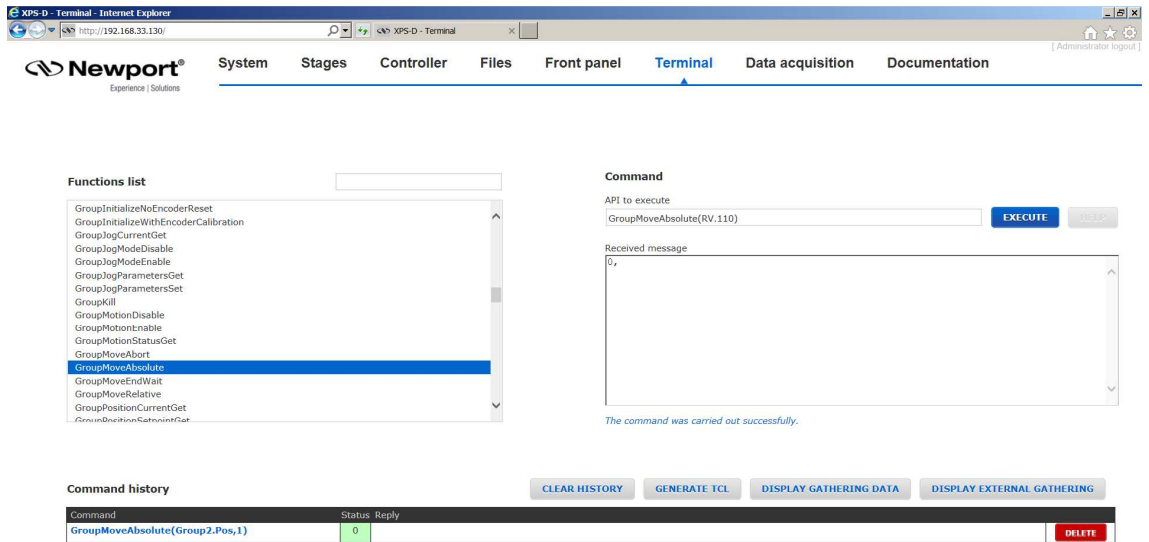 XPS-D - Terminal - Internet Explorer
http://192.168.33.130/
XPS-D - Terminal
[ Administrator logout ]
Newport®
Experience | Solutions
System Stages Controller Files Front panel Terminal Data acquisition Documentation
Functions list
GroupInitializeNoEncoderReset
GroupInitializeWithEncoderCalibration
GroupJogCurrentGet
GroupJogModeDisable
GroupJogModeEnable
GroupJogParametersGet
GroupJogParametersSet
GroupKill
GroupMotionDisable
GroupMotionEnable
GroupMotionStatusGet
GroupMoveAbort
GroupMoveAbsolute
GroupMoveEndWait
GroupMoveRelative
GroupPositionCurrentGet
GroupPositionSetpointGet
Command
API to execute
GroupMoveAbsolute(RV.110)
EXECUTE
HELP
Received message
0,
The command was carried out successfully.
Command history
CLEAR HISTORY GENERATE TCL DISPLAY GATHERING DATA DISPLAY EXTERNAL GATHERING
Command Status Reply
GroupMoveAbsolute(Group2.Pos,1) 0 DELETE